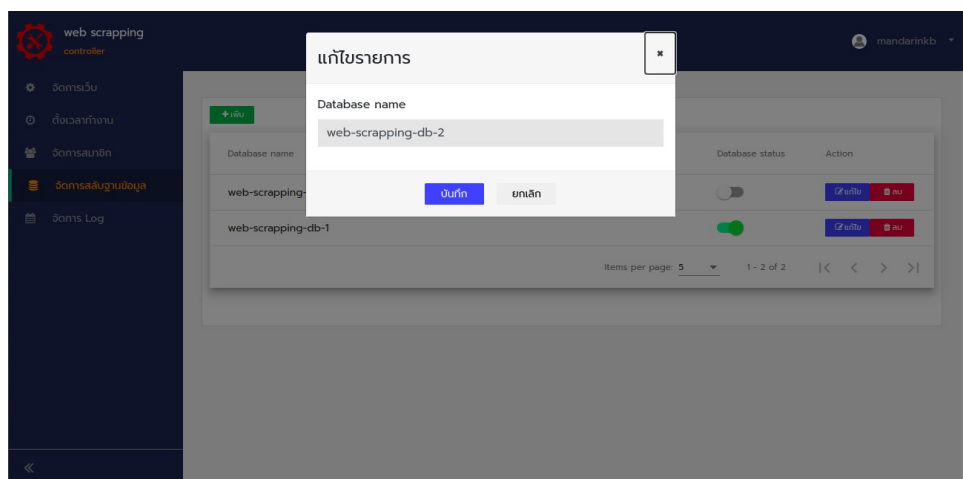 web scrapping
controller
mandarinkb
จัดการเว็บ
ตั้งเวลาทำงาน
จัดการสมาชิก
จัดการสลับฐานข้อมูล
จัดการ Log
แก้ไขรายการ
Database name
web-scrapping-db-2
บันทึก
ยกเลิก
+เพิ่ม
Database name
Database status
Action
web-scrapping-
แก้ไข
ลบ
web-scrapping-db-1
แก้ไข
ลบ
Items per page: 5
1 – 2 of 2